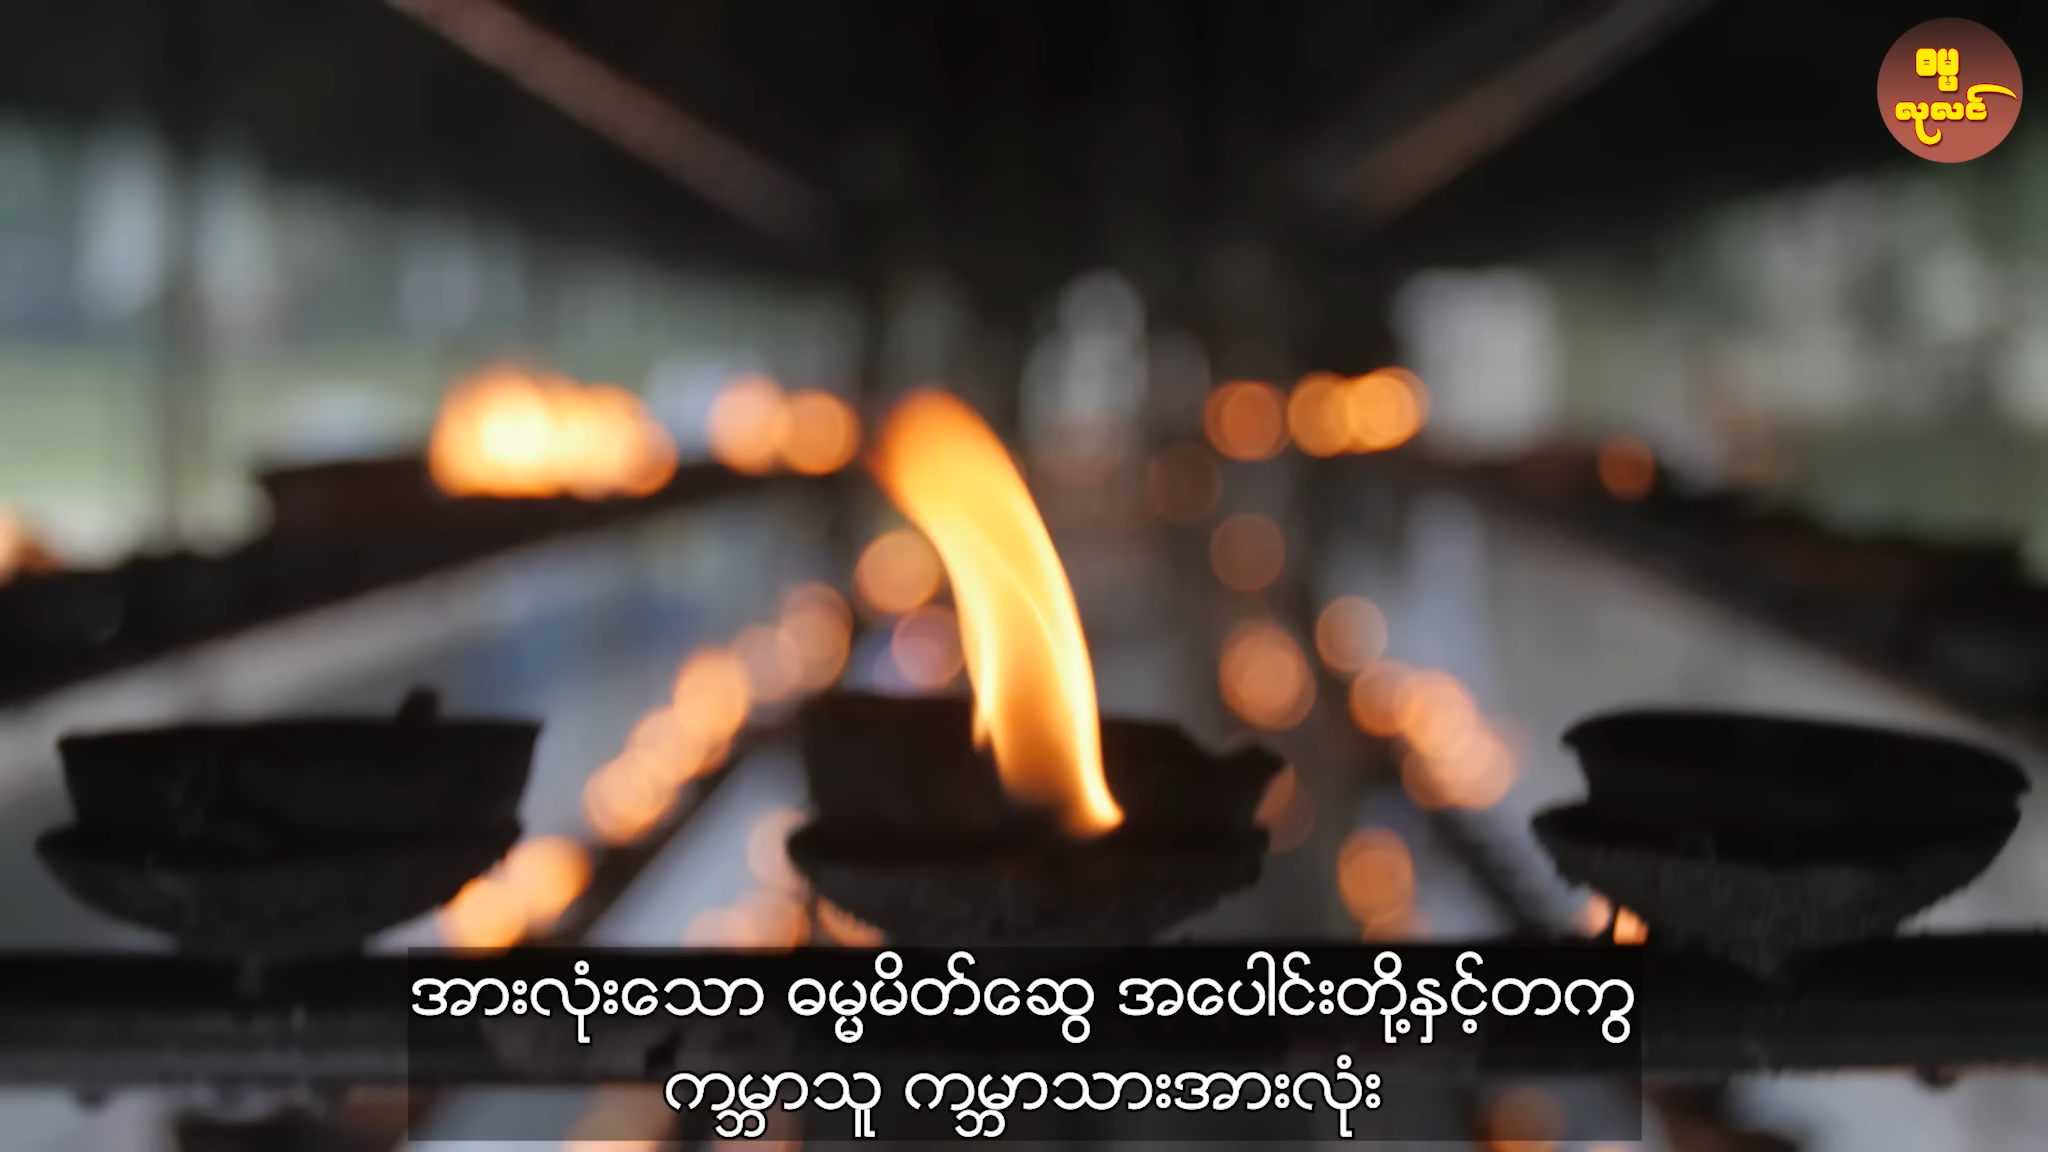 ဓမ္မ
လုလင်
အားလုံးသော ဓမ္မမိတ်ဆွေ အပေါင်းတို့နှင့်တကွ
ကမ္ဘာသူ ကမ္ဘာသားအားလုံး